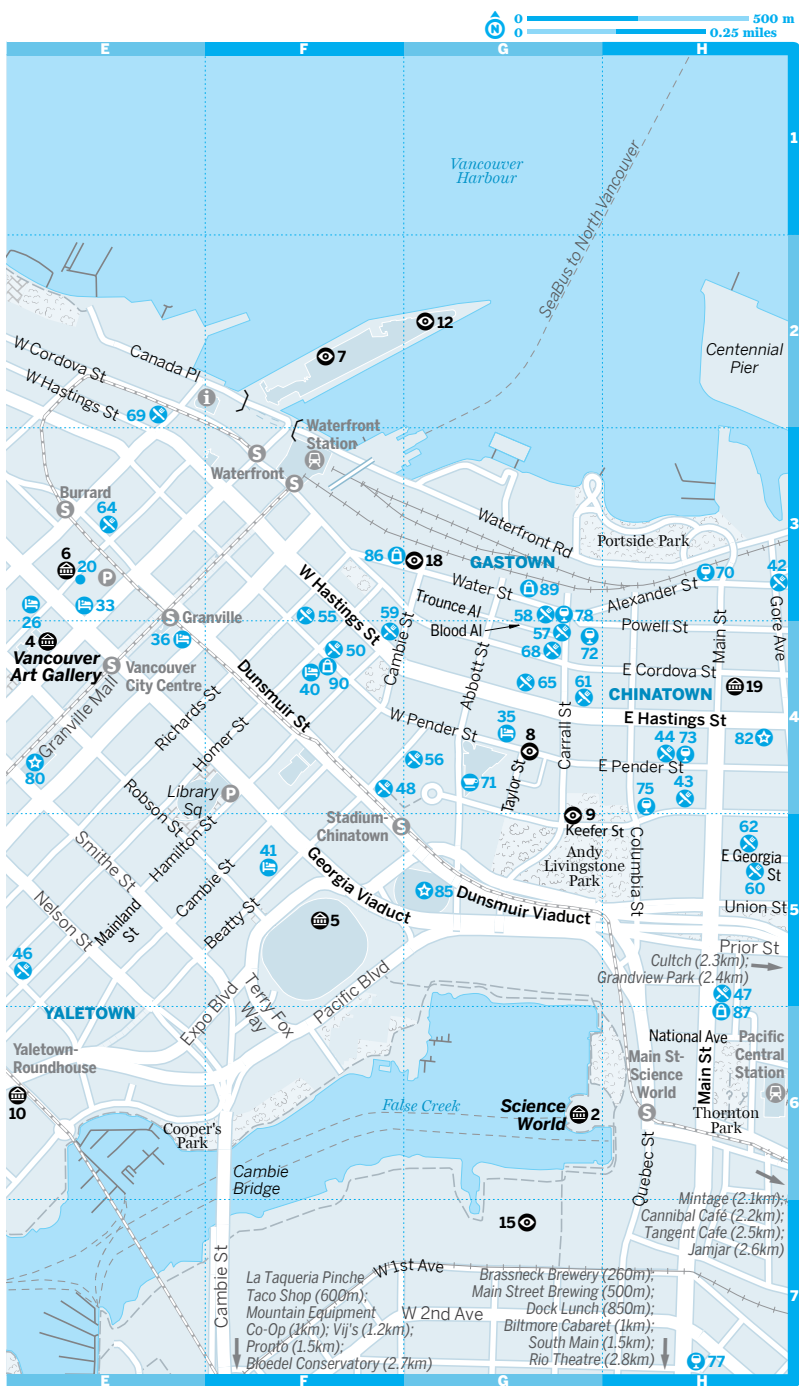 0 500 m
N
0 0.25 miles
E F G H
1
Vancouver
Harbour
SeaBus to North Vancouver
2
12
7
Centennial
Pier
W Cordova St
Canada Pl
W Hastings St
69
i
Waterfront
Station
S
Waterfront
S
3
Burrard
S
64
Waterfront Rd
Portside Park
6
20
P
86
18
GASTOWN
70
42
Water St
89
Alexander St
26
33
S Granville
55
W Hastings St
59
Trounce Al
58
78
Blood Al
57
72
Powell St
Main St
Gore Ave
4
Vancouver
Art Gallery
36
50
Cambie St
68
E Cordova St
S
Vancouver
City Centre
40
90
Abbott St
65
61
CHINATOWN
19
4
Dunsmuir St
Granville Mall
Richards St
W Pender St
35
E Hastings St
Homer St
8
Carrall St
44
73
82
80
56
E Pender St
Library
Sq
P
48
71
Taylor St
75
43
Robson St
Stadium-
Chinatown
S
9
Keefer St
Columbia St
62
Smithe St
Hamilton St
Andy
Livingstone
Park
E Georgia
St
60
41
Georgia Viaduct
Cambie St
85
Dunsmuir Viaduct
Union St
5
Nelson St
Mainland
St
Beatty St
5
Prior St
46
Cultch (2.3km);
Grandview Park (2.4km)
Expo Blvd
Terry Fox
Way
Pacific Blvd
47
87
YALETOWN
National Ave
Pacific
Central
Station
Yaletown-
Roundhouse
Main St-
Science
World
Main St
10
False Creek
Science
World
2
S
Thornton
Park
6
Cooper's
Park
Quebec St
Cambie
Bridge
Mintage (2.1km);
Cannibal Café (2.2km);
Tangent Cafe (2.5km);
Jamjar (2.6km)
15
Cambie St
W 1st Ave
La Taqueria Pinche
Taco Shop (600m);
Mountain Equipment
Co-Op (1km); Vij's (1.2km);
Pronto (1.5km);
Bloedel Conservatory (2.7km)
W 2nd Ave
Brassneck Brewery (260m);
Main Street Brewing (500m);
Dock Lunch (850m);
Biltmore Cabaret (1km);
South Main (1.5km);
Rio Theatre (2.8km)
7
77
E F G H